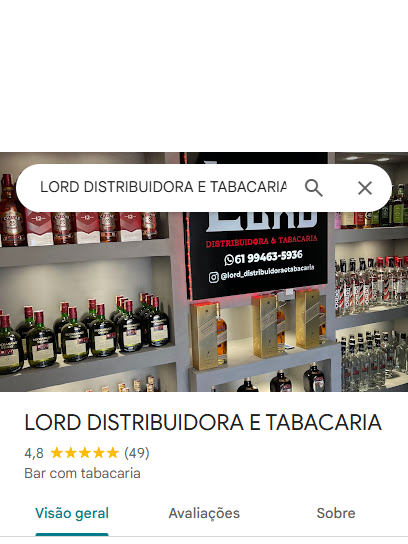 LORD DISTRIBUIDORA E TABACARIA
LORD
DISTRIBUIDORA & TABACARIA
61 99463-5936
@lord_distribuidoraetabacaria
LORD DISTRIBUIDORA E TABACARIA
4,8 ★★★★★ (49)
Bar com tabacaria
Visão geral
Avaliações
Sobre